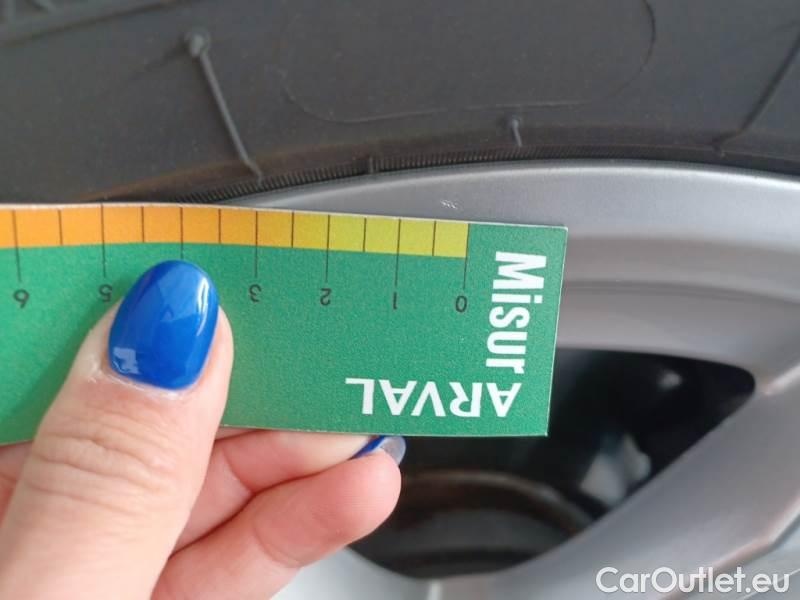 6 5 3 2 1 0
Misur
ARVAL
CarOutlet.eu